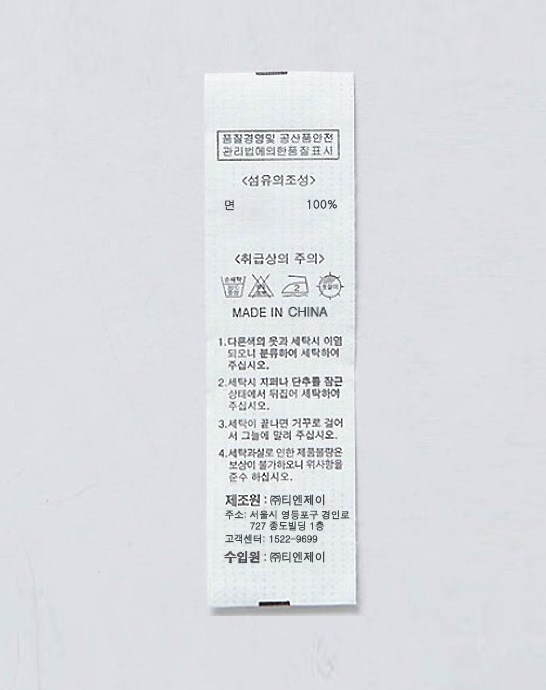 품질경영및 공산품안전
관리법에의한품질표시
<섬유의조성>
면 100%
<취급상의 주의>
손세탁
중성
2
옷걸이
MADE IN CHINA
1.다른색의 옷과 세탁시 이염
되오니 분류하여 세탁하여
주십시오.
2.세탁시 지퍼나 단추를 잠근
상태에서 뒤집어 세탁하여
주십시오.
3.세탁이 끝나면 거꾸로 걸어
서 그늘에 말려 주십시오.
4.세탁과실로 인한 제품불량은
보상이 불가하오니 위사항을
준수 하십시오.
제조원 : ㈜티엔제이
주소: 서울시 영등포구 경인로
727 종도빌딩 1층
고객센터: 1522-9699
수입원 : ㈜티엔제이